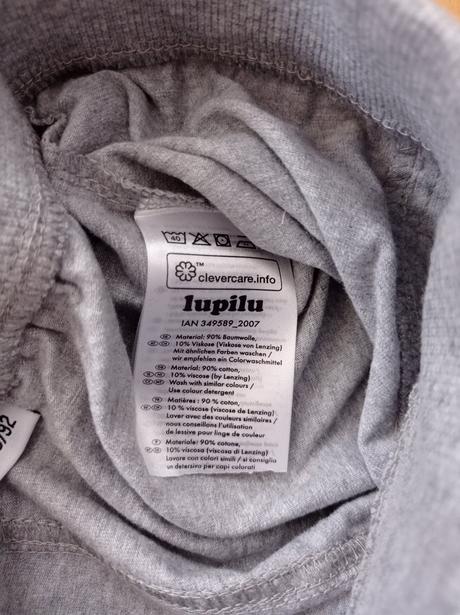 40
™
clevercare.info
lupilu
IAN 349589_2007
Material: 90% Baumwolle,
10% Viskose (Viskose von Lenzing)
Mit ähnlichen Farben waschen /
wir empfehlen ein Colorwaschmittel
Material: 90% cotton,
10% viscose (by Lenzing)
Wash with similar colours /
Use colour detergent
Matières : 90 % coton,
10 % viscose (viscose de Lenzing)
Laver avec des couleurs similaires /
nous conseillons l'utilisation
de lessive pour linge de couleur
Materiale: 90% cotone,
10% viscosa (viscosa di Lenzing)
Lavare con colori simili / si consiglia
un detersivo per capi colorati
/92